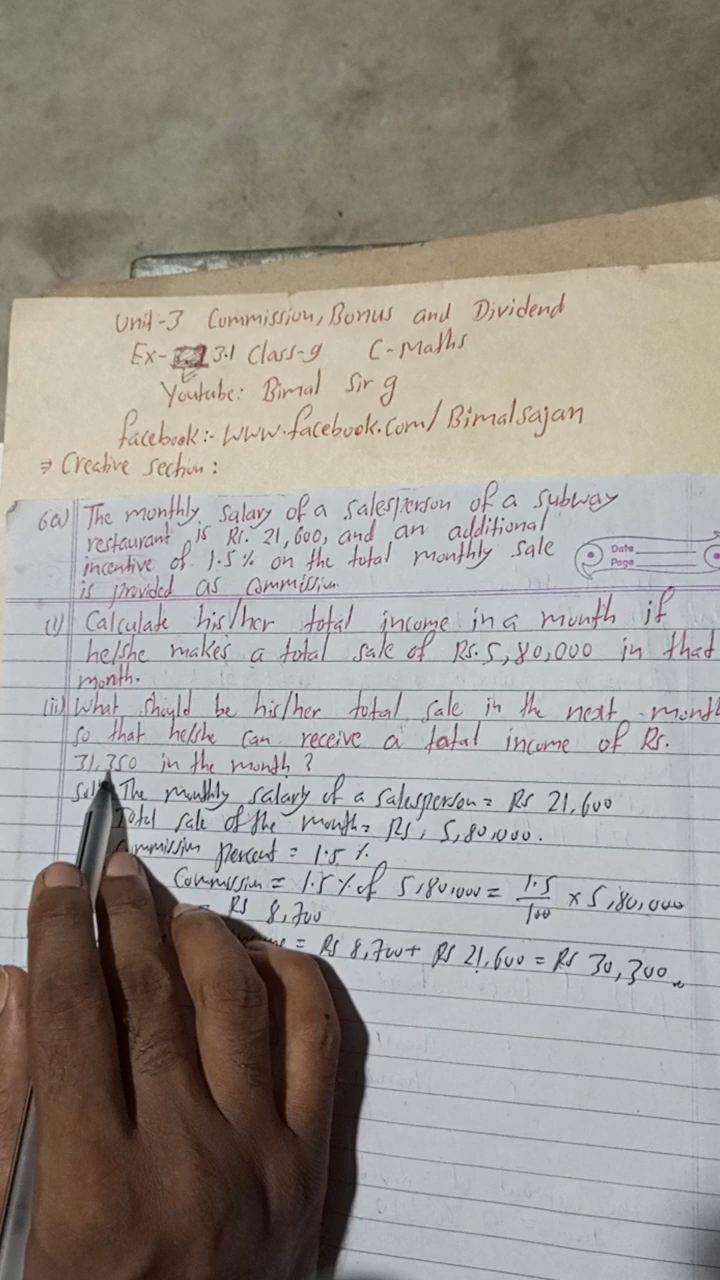 Unit-3 Commission, Bonus and Dividend
Ex- 3.1 Class-9 C-Maths
Youtube: Bimal Sir g
facebook:- www.facebook.com/Bimalsajan
⇒ Creative section:
6a) The monthly salary of a salesperson of a subway
restaurant is Rs. 21,600, and an additional
incentive of 1.5% on the total monthly sale
is provided as commission
Date
Page
(i) Calculate his/her total income in a month if
he/she makes a total sale of Rs. 5,80,000 in that
month.
(ii) What should be his/her total sale in the next month
so that he/she can receive a total income of Rs.
31,350 in the month?
The monthly salary of a salesperson = Rs 21,600
Total sale of the month = Rs, 5,80,000.
Commission percent = 1.5%
Commission = 1.5% of 5,80,000 = 1.5/100 × 5,80,000
= Rs 8,700
= Rs 8,700 + Rs 21,600 = Rs 30,300